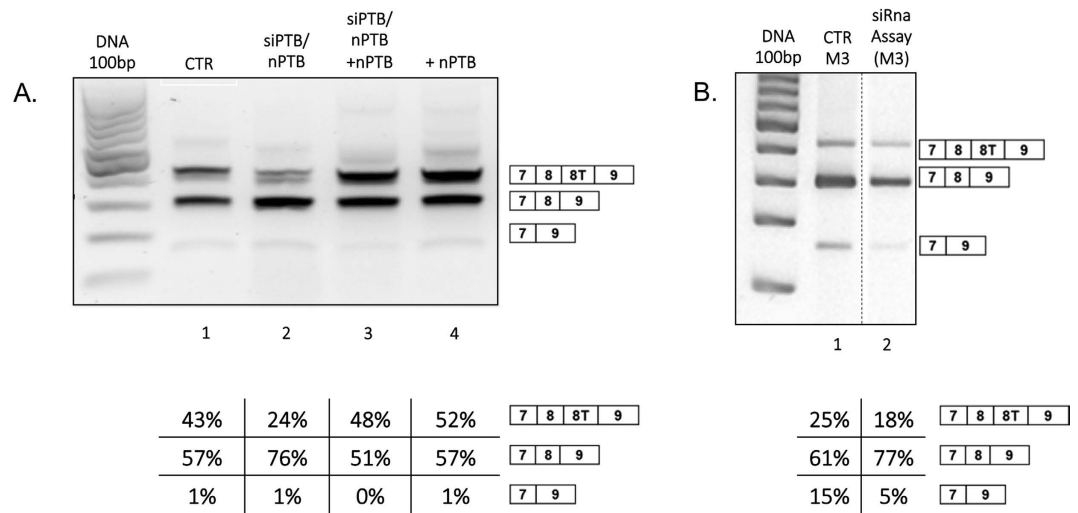 A.
DNA
100bp
CTR
siPTB/
nPTB
siPTB/
nPTB
+nPTB
+ nPTB
7 8 8T 9
7 8 9
7 9
1 2 3 4
43% 24% 48% 52% 7 8 8T 9
57% 76% 51% 57% 7 8 9
1% 1% 0% 1% 7 9
B.
DNA
100bp
CTR
M3
siRna
Assay
(M3)
7 8 8T 9
7 8 9
7 9
1 2
25% 18% 7 8 8T 9
61% 77% 7 8 9
15% 5% 7 9